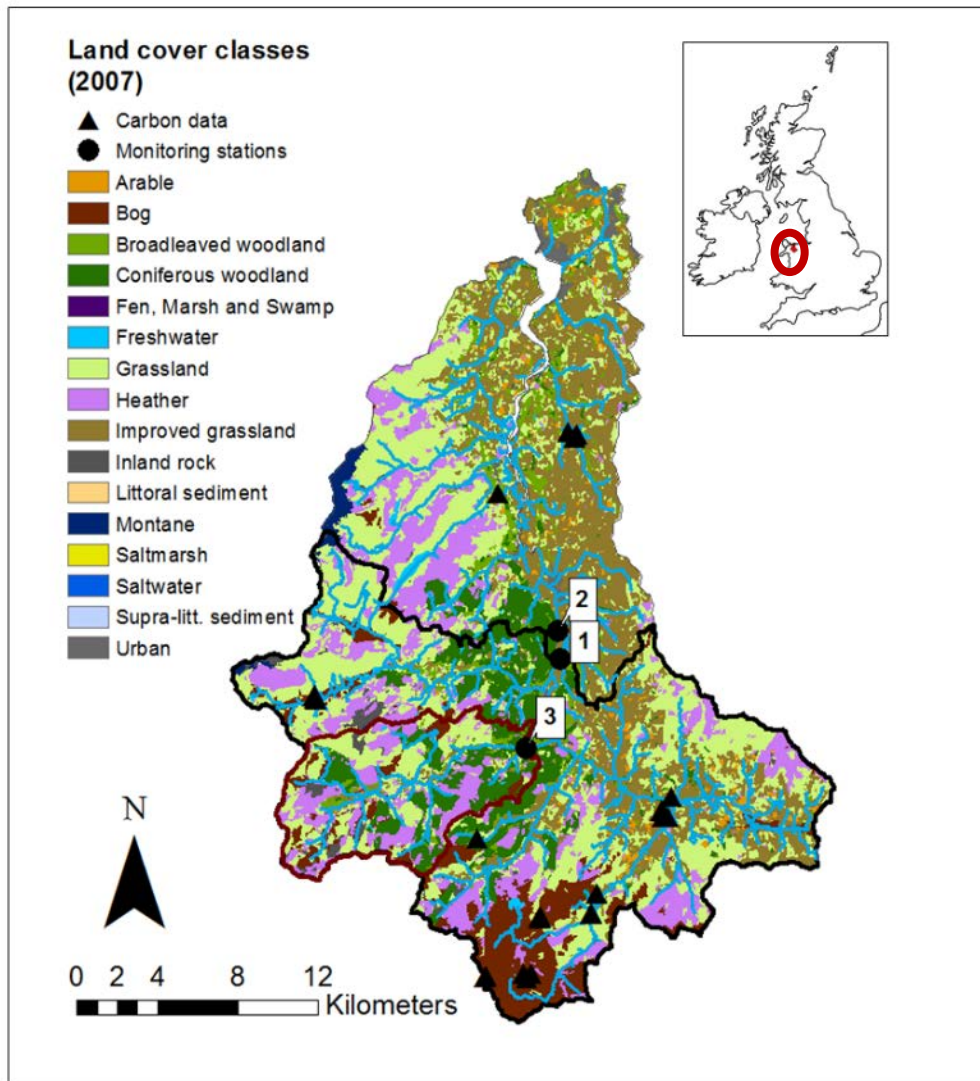 Land cover classes
(2007)
Carbon data
Monitoring stations
Arable
Bog
Broadleaved woodland
Coniferous woodland
Fen, Marsh and Swamp
Freshwater
Grassland
Heather
Improved grassland
Inland rock
Littoral sediment
Montane
Saltmarsh
Saltwater
Supra-litt. sediment
Urban
2
1
3
N
0 2 4 8 12
Kilometers